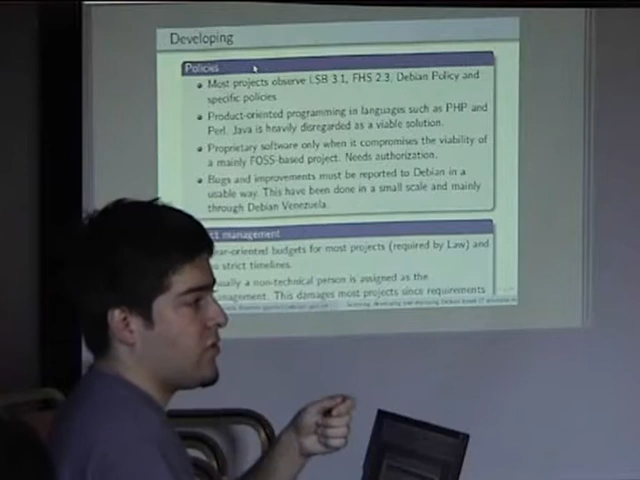 Developing
Policies
Most projects observe LSB 3.1, FHS 2.3, Debian Policy and
specific policies
Product-oriented programming in languages such as PHP and
Perl. Java is heavily disregarded as a viable solution.
Proprietary software only when it compromises the viability of
a mainly FOSS-based project. Needs authorization.
Bugs and improvements must be reported to Debian in a
usable way. This have been done in a small scale and mainly
through Debian Venezuela.
management
ear-oriented budgets for most projects (required by Law) and
strict timelines.
ually a non-technical person is assigned as the
nagement. This damages most projects since requirements